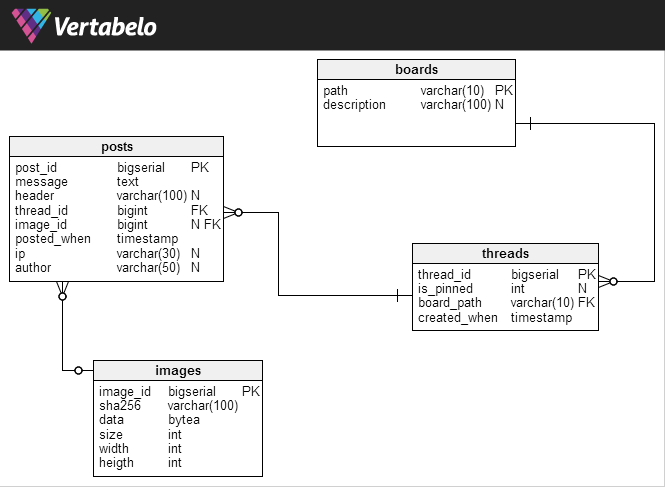 Vertabelo
boards
path varchar(10) PK
description varchar(100) N
posts
post_id bigserial PK
message text
header varchar(100) N
thread_id bigint FK
image_id bigint N FK
posted_when timestamp
ip varchar(30) N
author varchar(50) N
threads
thread_id bigserial PK
is_pinned int N
board_path varchar(10) FK
created_when timestamp
images
image_id bigserial PK
sha256 varchar(100)
data bytea
size int
width int
heigth int